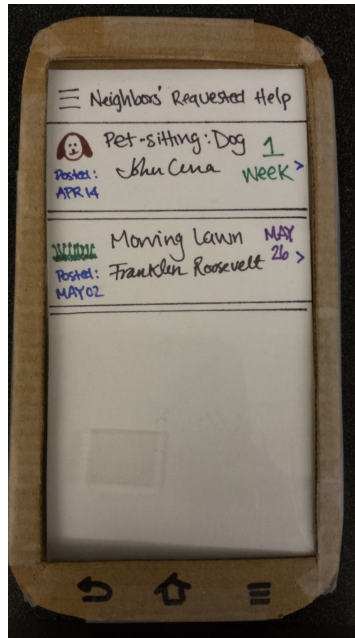 Neighbors' Requested Help
Pet-sitting: Dog
1 Week >
John Cena
Posted: APR 14
Moving Lawn
MAY 26 >
Franklin Roosevelt
Posted: MAY 02